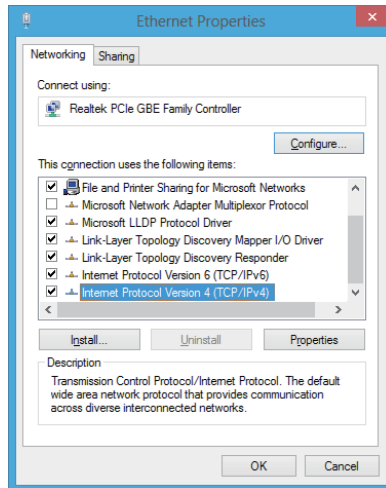 Ethernet Properties
Networking
Sharing
Connect using:
Realtek PCIe GBE Family Controller
Configure...
This connection uses the following items:
File and Printer Sharing for Microsoft Networks
Microsoft Network Adapter Multiplexor Protocol
Microsoft LLDP Protocol Driver
Link-Layer Topology Discovery Mapper I/O Driver
Link-Layer Topology Discovery Responder
Internet Protocol Version 6 (TCP/IPv6)
Internet Protocol Version 4 (TCP/IPv4)
Install...
Uninstall
Properties
Description
Transmission Control Protocol/Internet Protocol. The default
wide area network protocol that provides communication
across diverse interconnected networks.
OK
Cancel